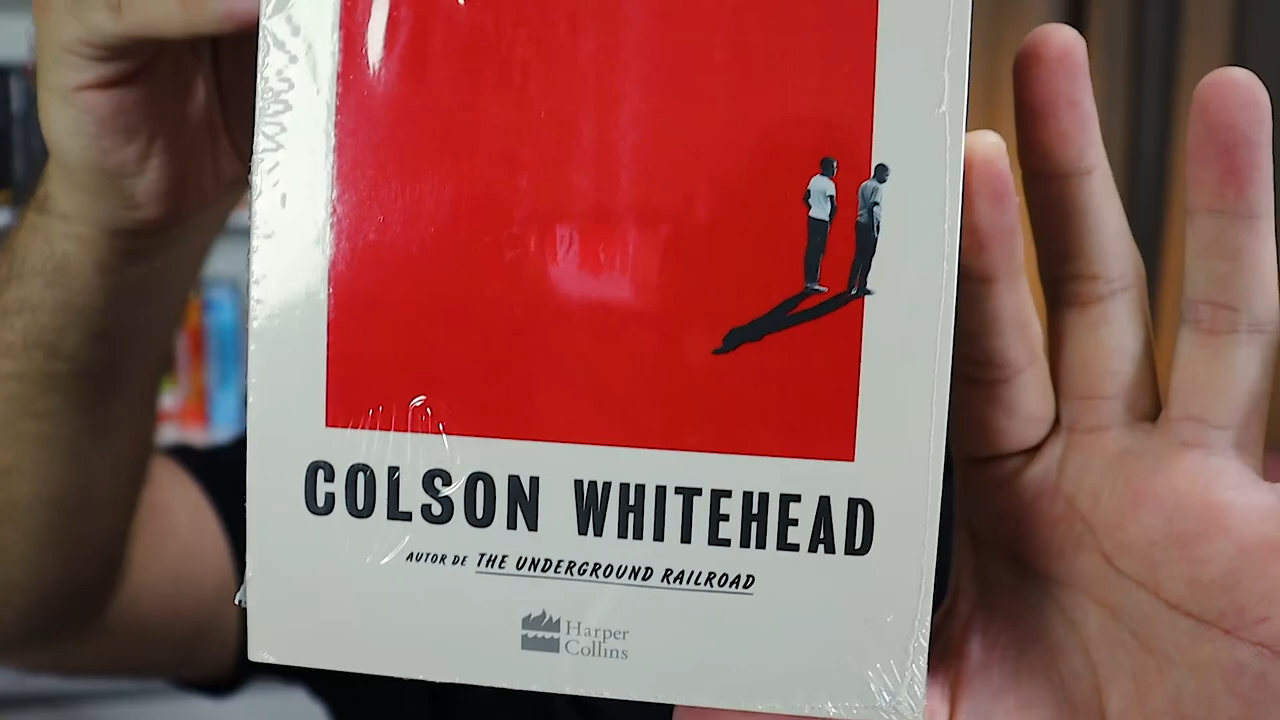 COLSON WHITEHEAD
AUTOR DE THE UNDERGROUND RAILROAD
Harper
Collins